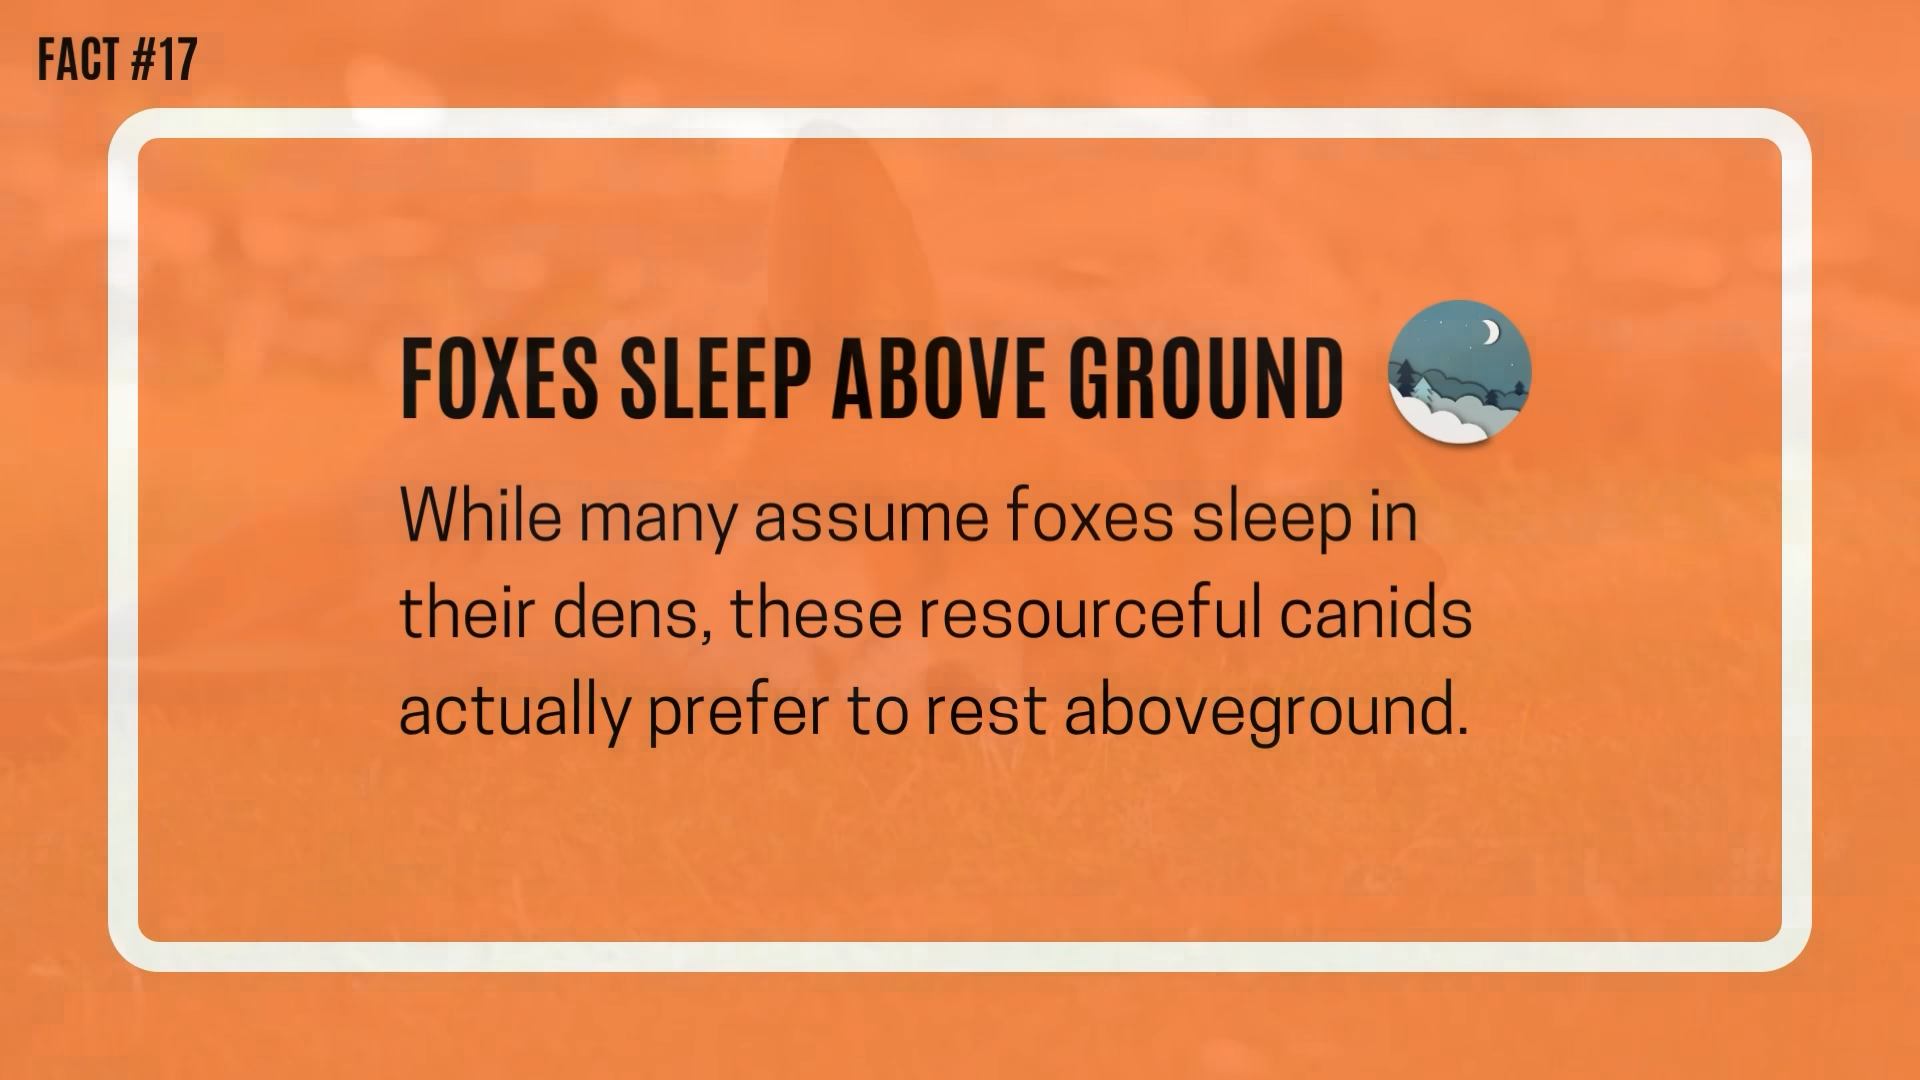 FACT #17
FOXES SLEEP ABOVE GROUND
While many assume foxes sleep in
their dens, these resourceful canids
actually prefer to rest aboveground.